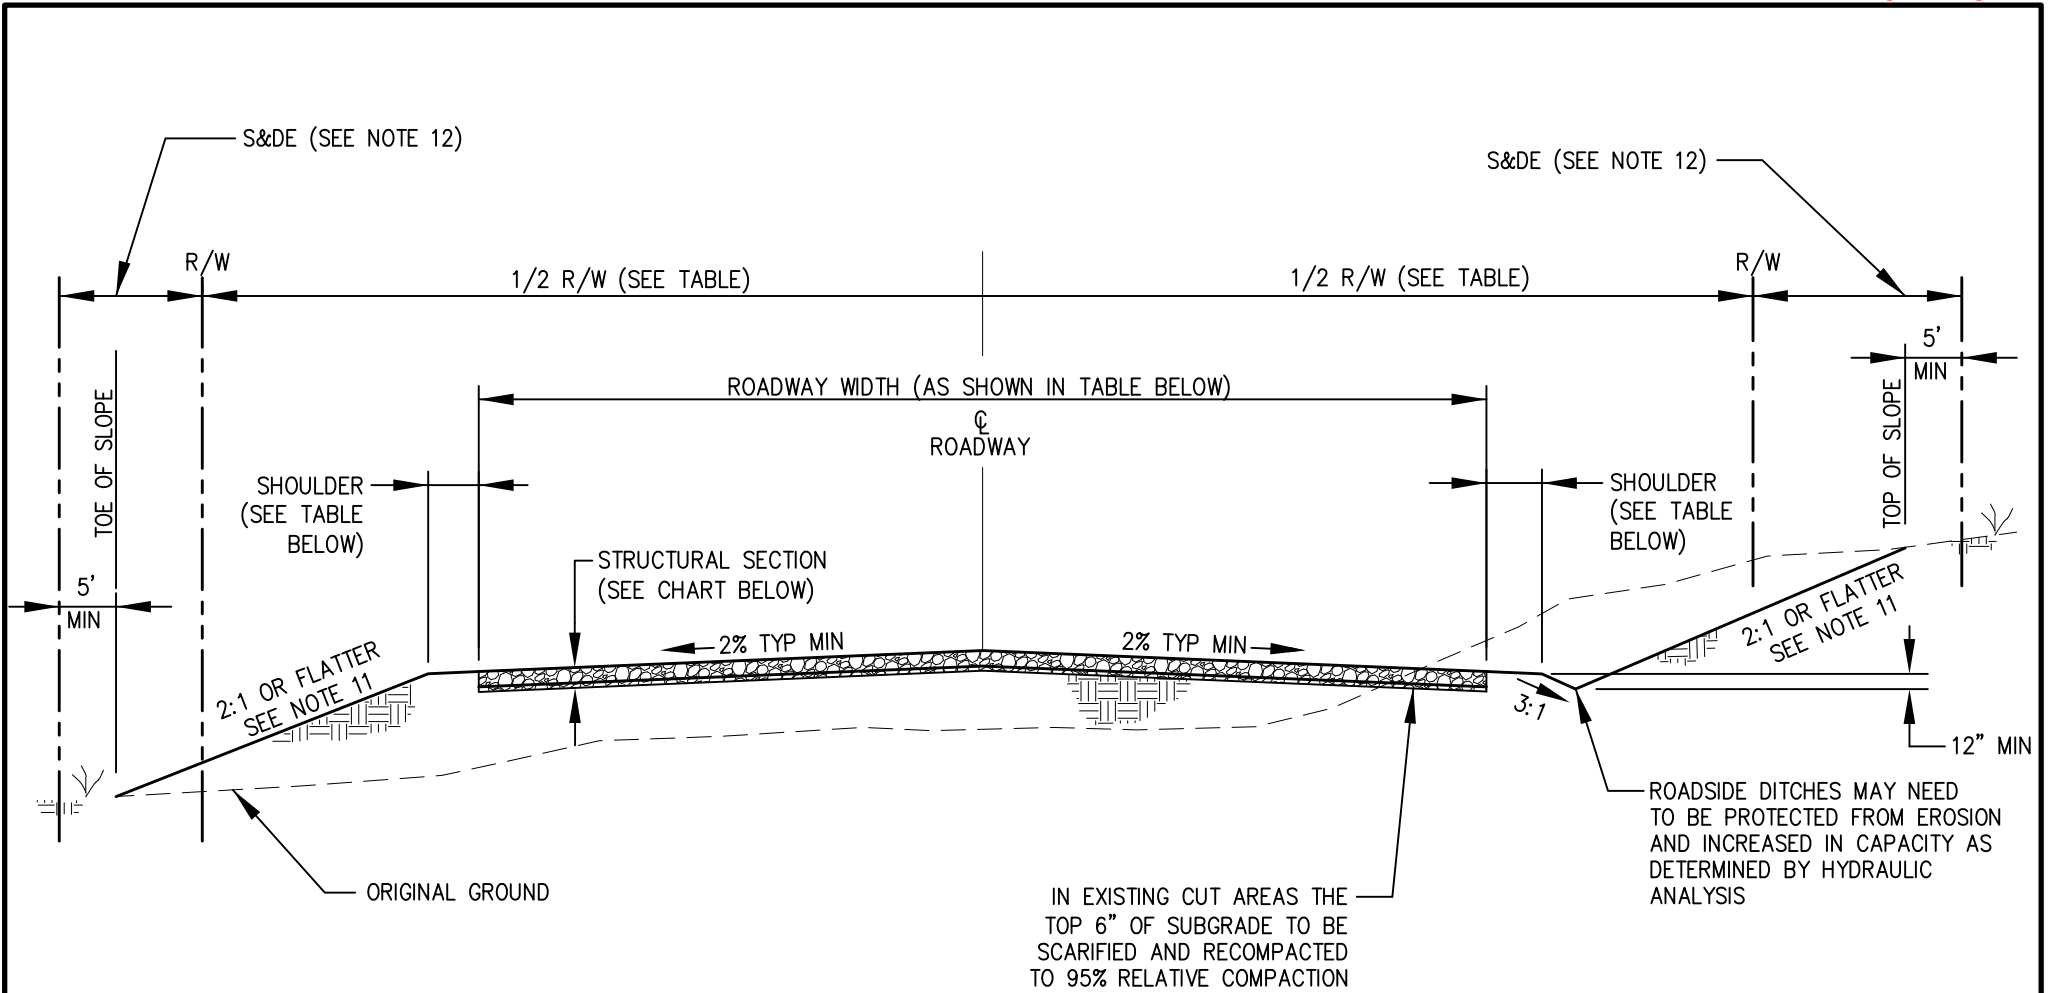 S&DE (SEE NOTE 12)
S&DE (SEE NOTE 12)
R/W
1/2 R/W (SEE TABLE)
1/2 R/W (SEE TABLE)
R/W
5'
MIN
ROADWAY WIDTH (AS SHOWN IN TABLE BELOW)
℄
ROADWAY
TOE OF SLOPE
TOP OF SLOPE
SHOULDER
(SEE TABLE
BELOW)
SHOULDER
(SEE TABLE
BELOW)
STRUCTURAL SECTION
(SEE CHART BELOW)
5'
MIN
2% TYP MIN
2% TYP MIN
2:1 OR FLATTER
SEE NOTE 11
2:1 OR FLATTER
SEE NOTE 11
3:1
12" MIN
ROADSIDE DITCHES MAY NEED
TO BE PROTECTED FROM EROSION
AND INCREASED IN CAPACITY AS
DETERMINED BY HYDRAULIC
ANALYSIS
ORIGINAL GROUND
IN EXISTING CUT AREAS THE
TOP 6" OF SUBGRADE TO BE
SCARIFIED AND RECOMPACTED
TO 95% RELATIVE COMPACTION